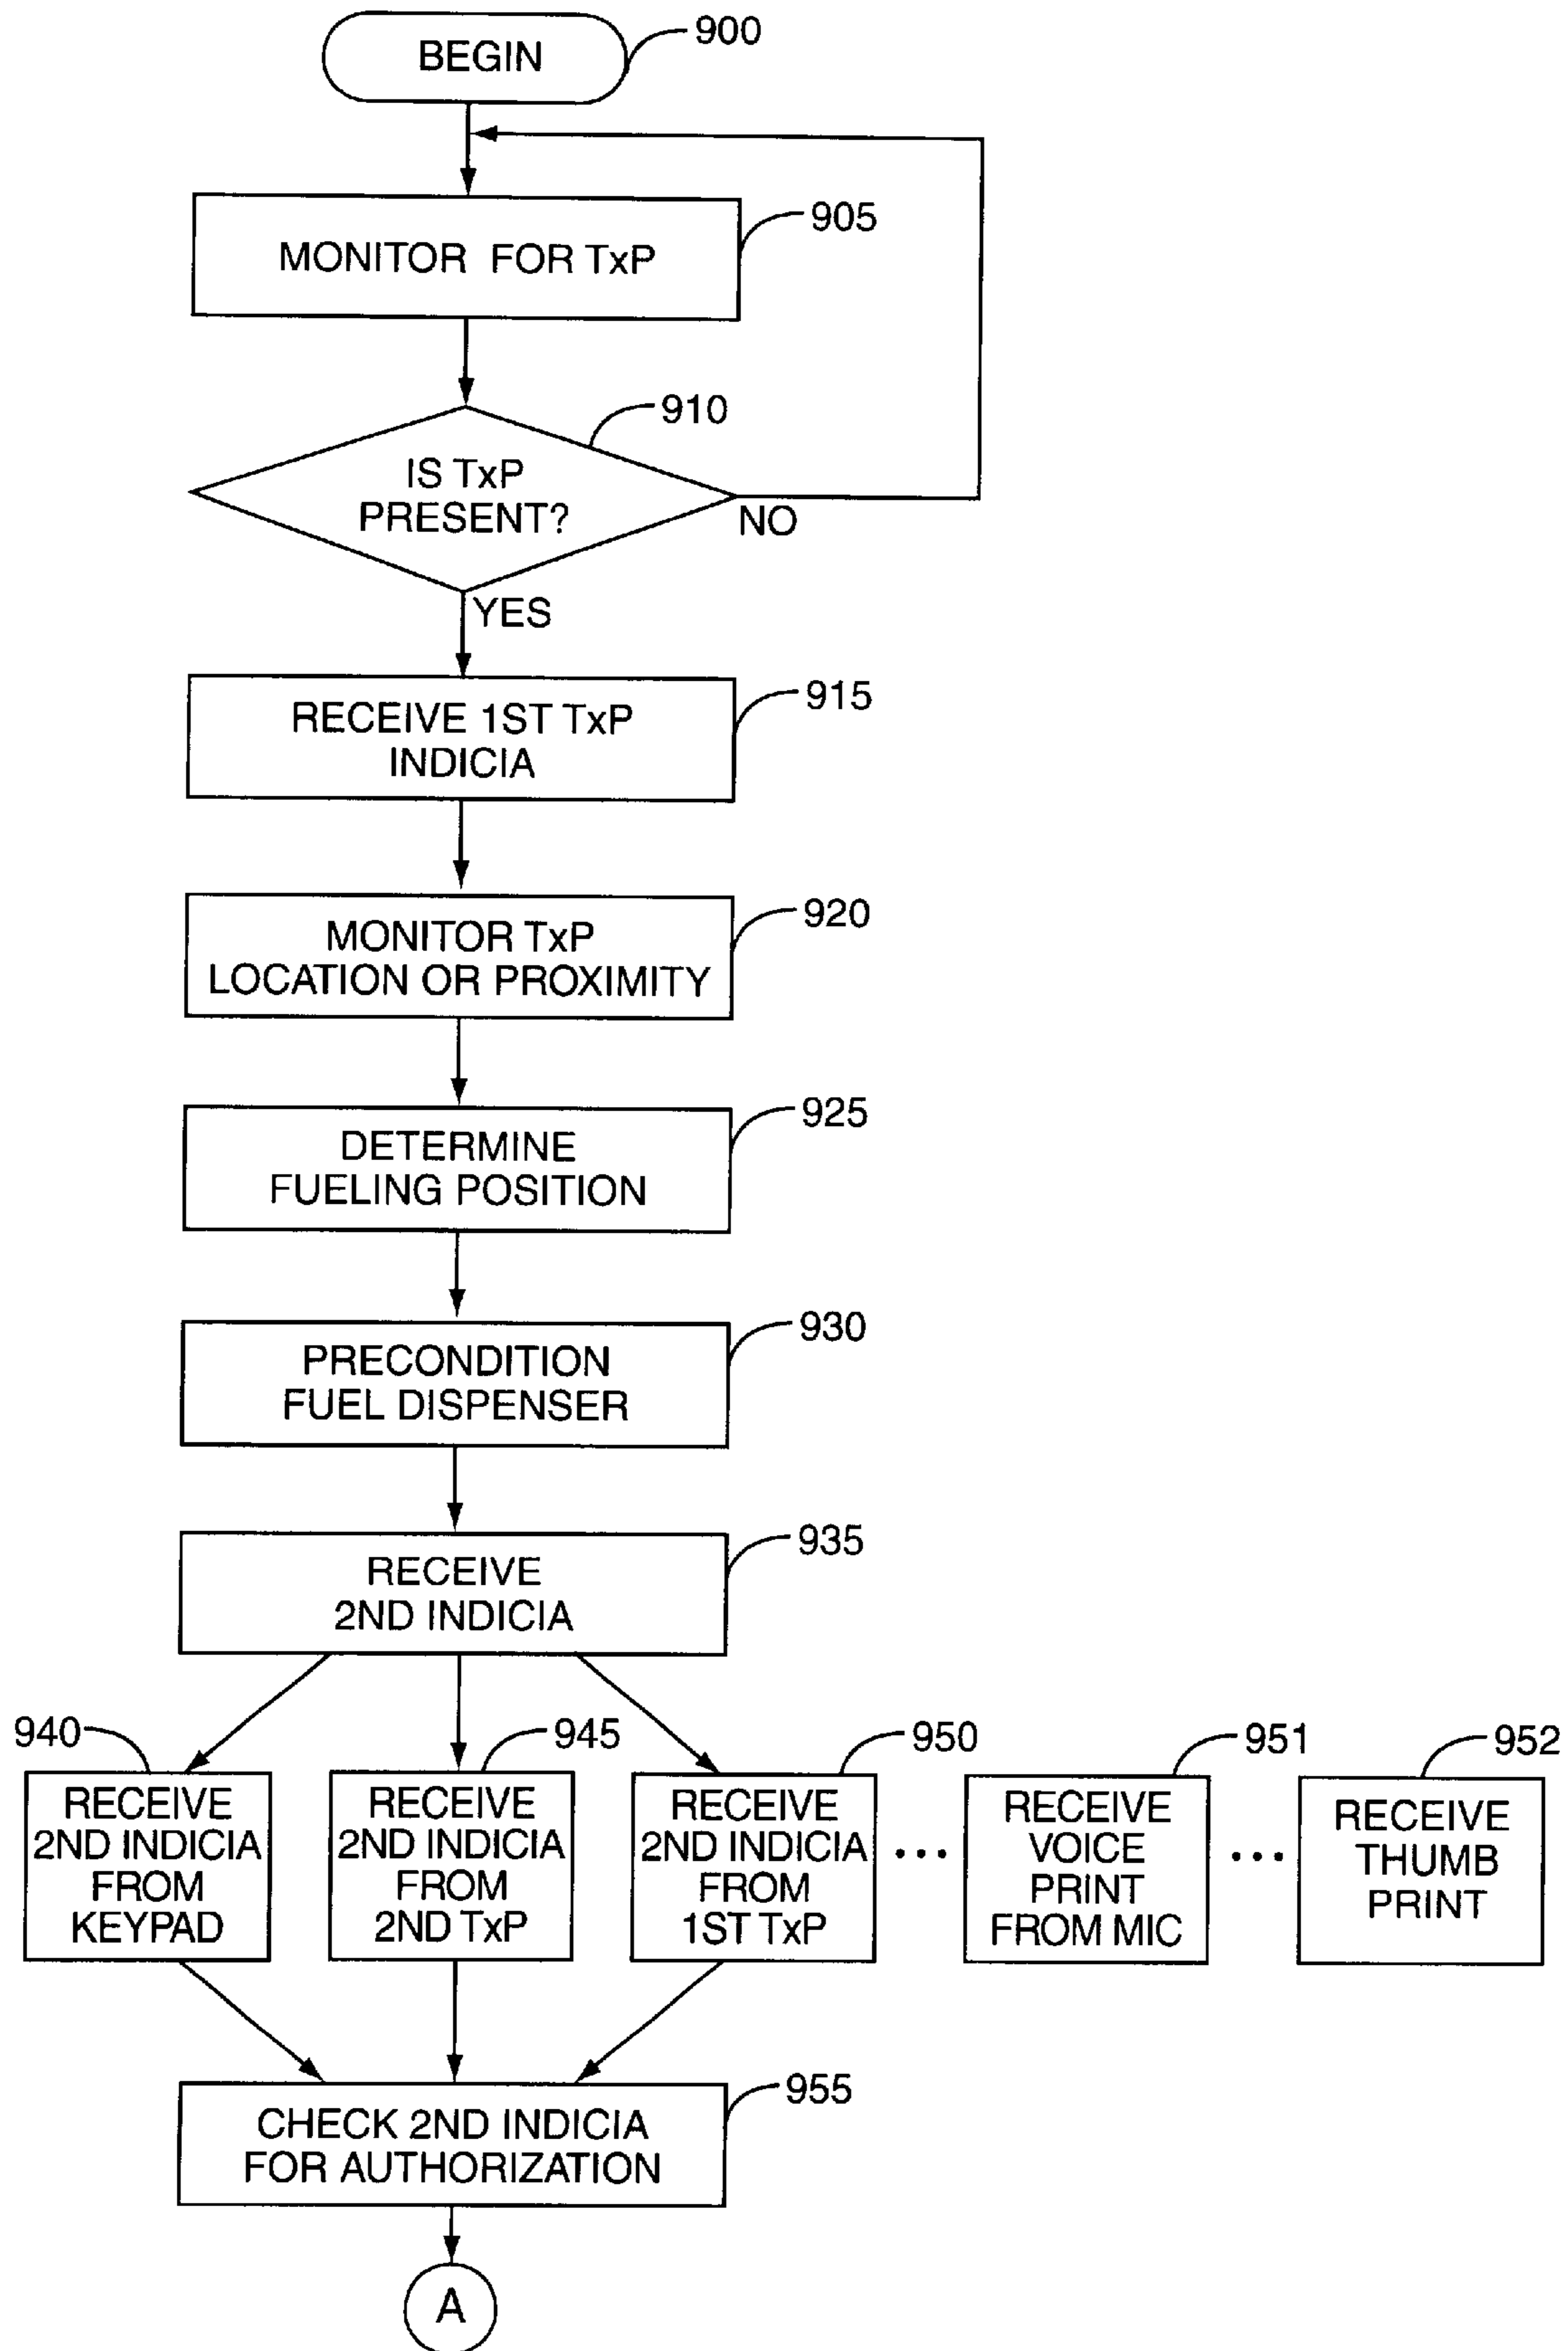 BEGIN
900
MONITOR FOR TxP
905
910
IS TxP
PRESENT?
NO
YES
915
RECEIVE 1ST TxP
INDICIA
920
MONITOR TxP
LOCATION OR PROXIMITY
925
DETERMINE
FUELING POSITION
930
PRECONDITION
FUEL DISPENSER
935
RECEIVE
2ND INDICIA
940
RECEIVE
2ND INDICIA
FROM
KEYPAD
945
RECEIVE
2ND INDICIA
FROM
2ND TxP
950
RECEIVE
2ND INDICIA
FROM
1ST TxP
...
951
RECEIVE
VOICE
PRINT
FROM MIC
...
952
RECEIVE
THUMB
PRINT
955
CHECK 2ND INDICIA
FOR AUTHORIZATION
A